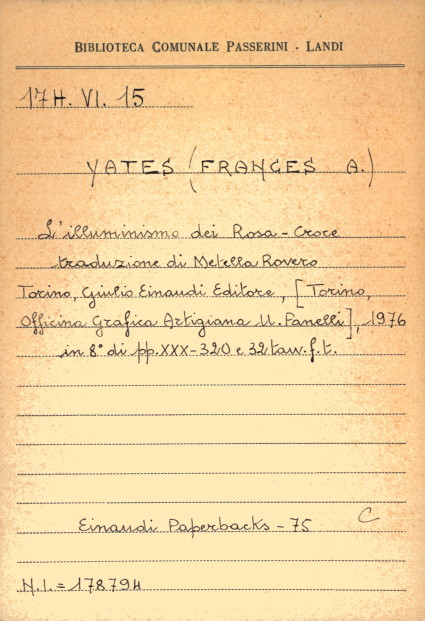 BIBLIOTECA COMUNALE PASSERINI - LANDI
17H. VI. 15
YATES (FRANCES A.)
L'illuminismo dei Rosa-Croce
traduzione di Metella Rovero
Torino, Giulio Einaudi Editore, [Torino,
Officina Grafica Artigiana U. Panelli], 1976
in 8° di pp. XXX-320 e 32 tav. f.t.
Einaudi Paperbacks - 75 C
N.I. = 178794